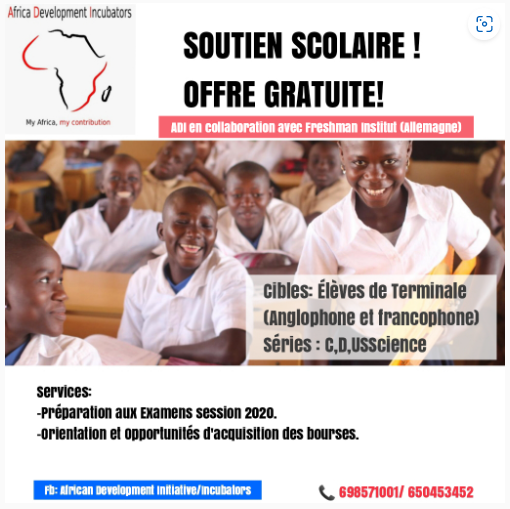 Africa Development Incubators
My Africa, my contribution
SOUTIEN SCOLAIRE !
OFFRE GRATUITE!
ADI en collaboration avec Freshman Institut (Allemagne)
Cibles: Élèves de Terminale
(Anglophone et francophone)
Séries : C,D,USScience
Services:
-Préparation aux Examens session 2020.
-Orientation et opportunités d'acquisition des bourses.
Fb: African Development Initiative/Incubators
698571001/ 650453452